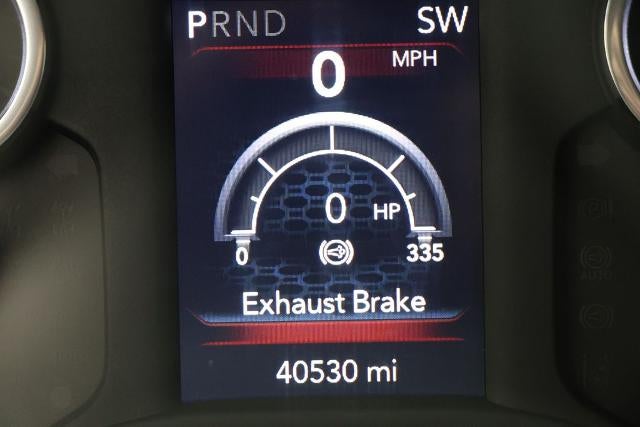 PRND SW
0 MPH
0 HP
0 335
Exhaust Brake
40530 mi